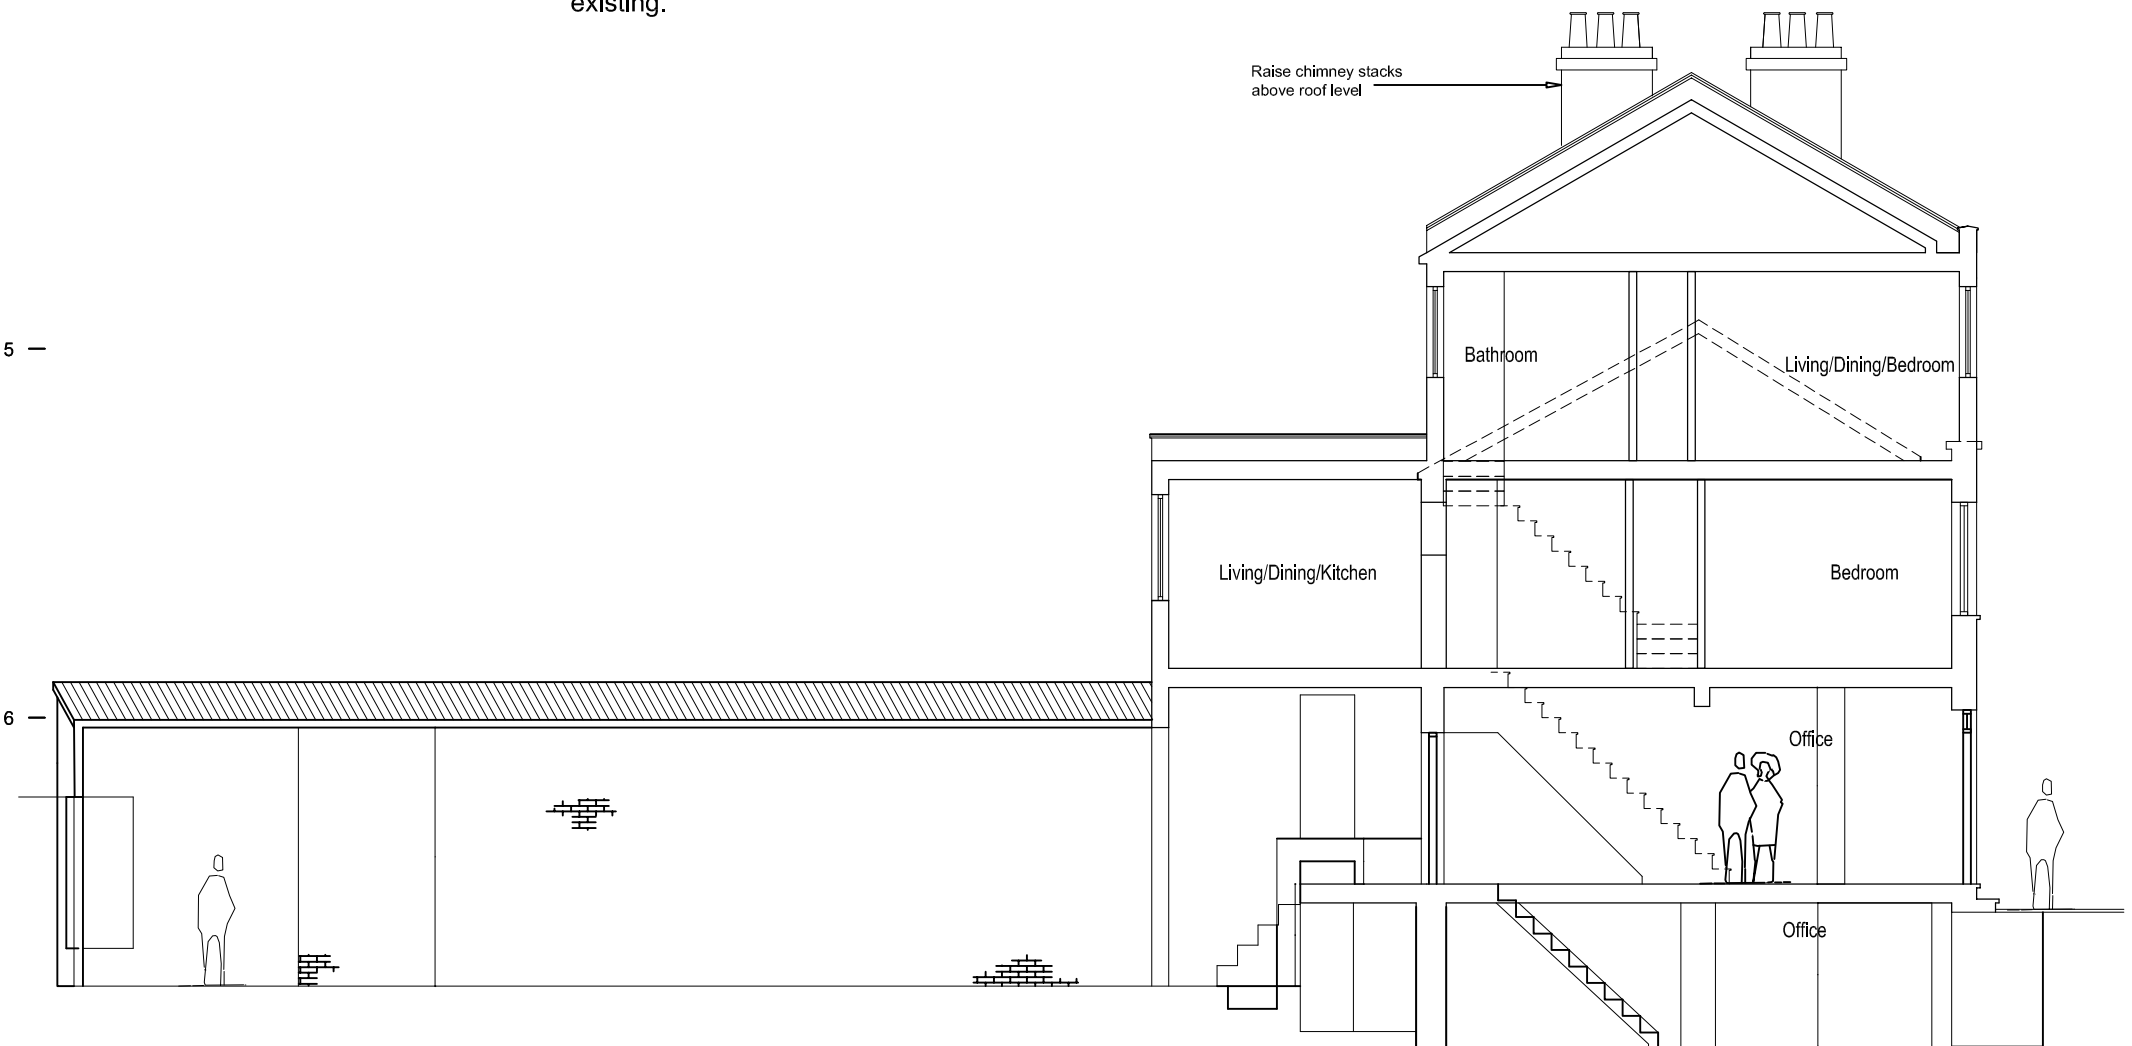 existing.
Raise chimney stacks
above roof level
5
Bathroom
Living/Dining/Bedroom
Living/Dining/Kitchen
Bedroom
6
Office
Office